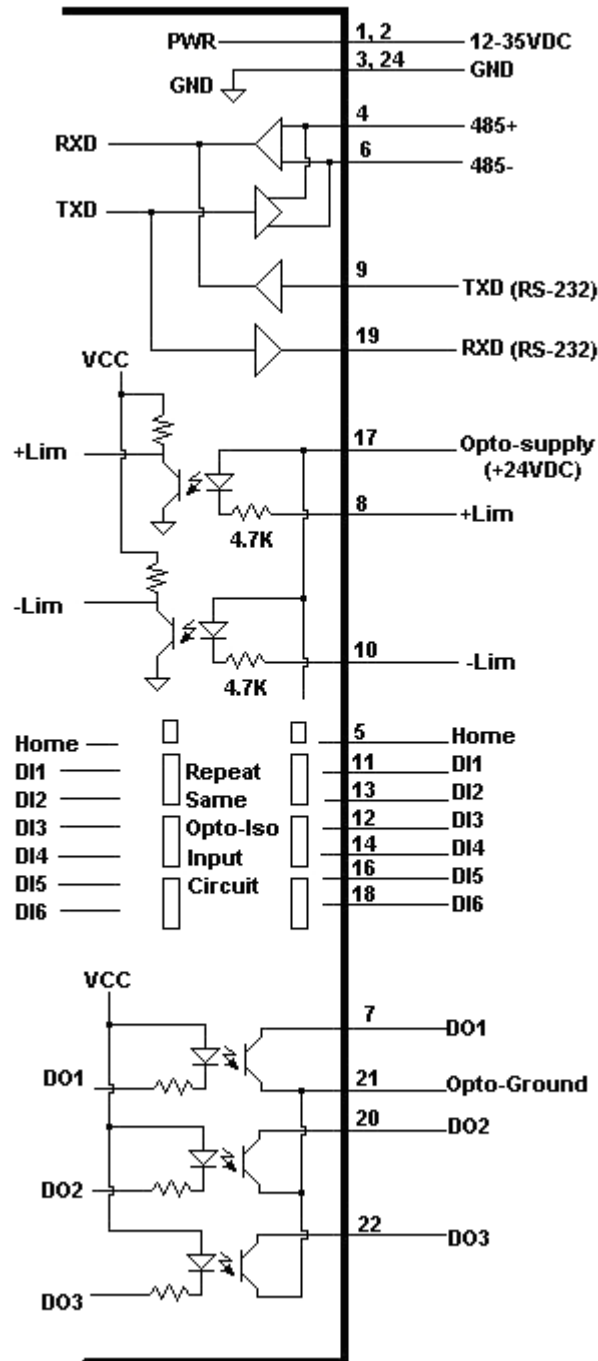 PWR 1, 2 12-35VDC
GND 3, 24 GND
RXD 4 485+
6 485-
TXD
9 TXD (RS-232)
19 RXD (RS-232)
VCC
+Lim 17 Opto-supply
(+24VDC)
8 +Lim
4.7K
-Lim
10 -Lim
4.7K
Home 5 Home
DI1 Repeat 11 DI1
DI2 Same 13 DI2
DI3 Opto-Iso 12 DI3
DI4 Input 14 DI4
DI5 Circuit 16 DI5
DI6 18 DI6
VCC
7 DO1
DO1 21 Opto-Ground
20 DO2
DO2
22 DO3
DO3